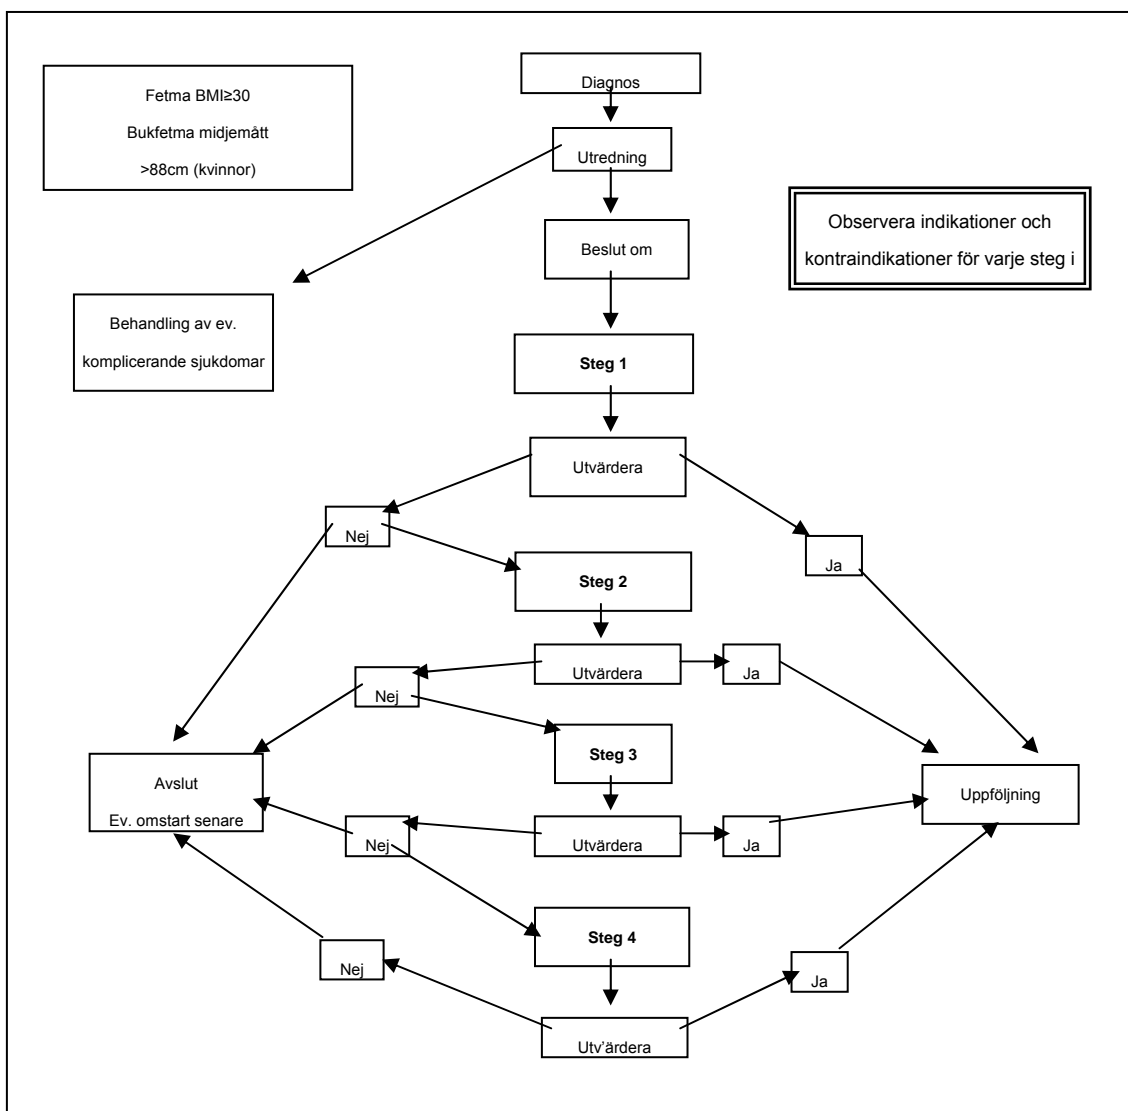 Diagnos
Fetma BMI≥30
Bukfetma midjemått
>88cm (kvinnor)
Utredning
Observera indikationer och
kontraindikationer för varje steg i
Beslut om
Behandling av ev.
komplicerande sjukdomar
Steg 1
Utvärdera
Nej
Ja
Steg 2
Utvärdera
Ja
Nej
Steg 3
Avslut
Ev. omstart senare
Uppföljning
Utvärdera
Ja
Nej
Steg 4
Nej
Ja
Utv'ärdera